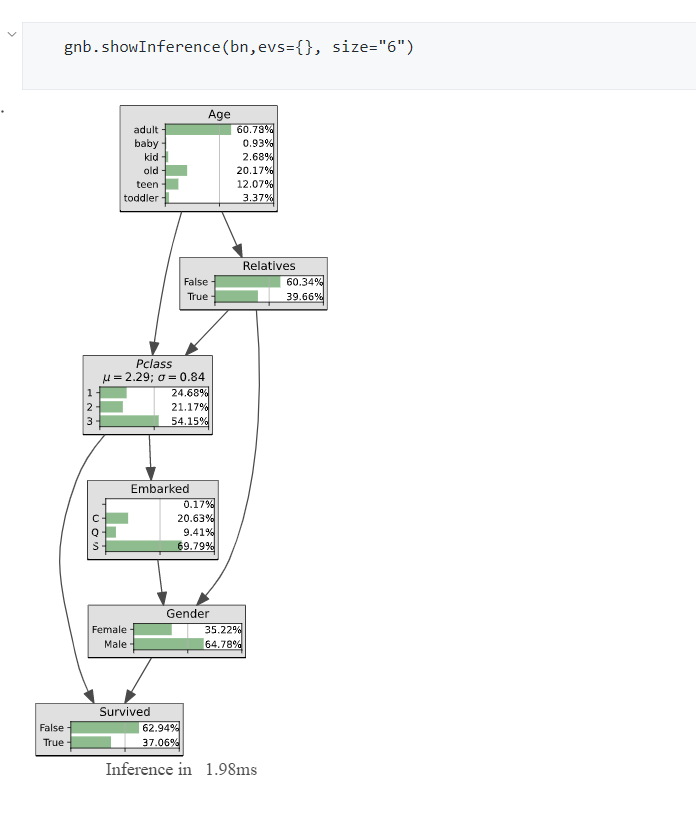 gnb.showInference(bn,evs={}, size="6")
Age
adult 60.78%
baby 0.93%
kid 2.68%
old 20.17%
teen 12.07%
toddler 3.37%
Relatives
False 60.34%
True 39.66%
Pclass
μ = 2.29; σ = 0.84
1 24.68%
2 21.17%
3 54.15%
Embarked
0.17%
C 20.63%
Q 9.41%
S 69.79%
Gender
Female 35.22%
Male 64.78%
Survived
False 62.94%
True 37.06%
Inference in 1.98ms